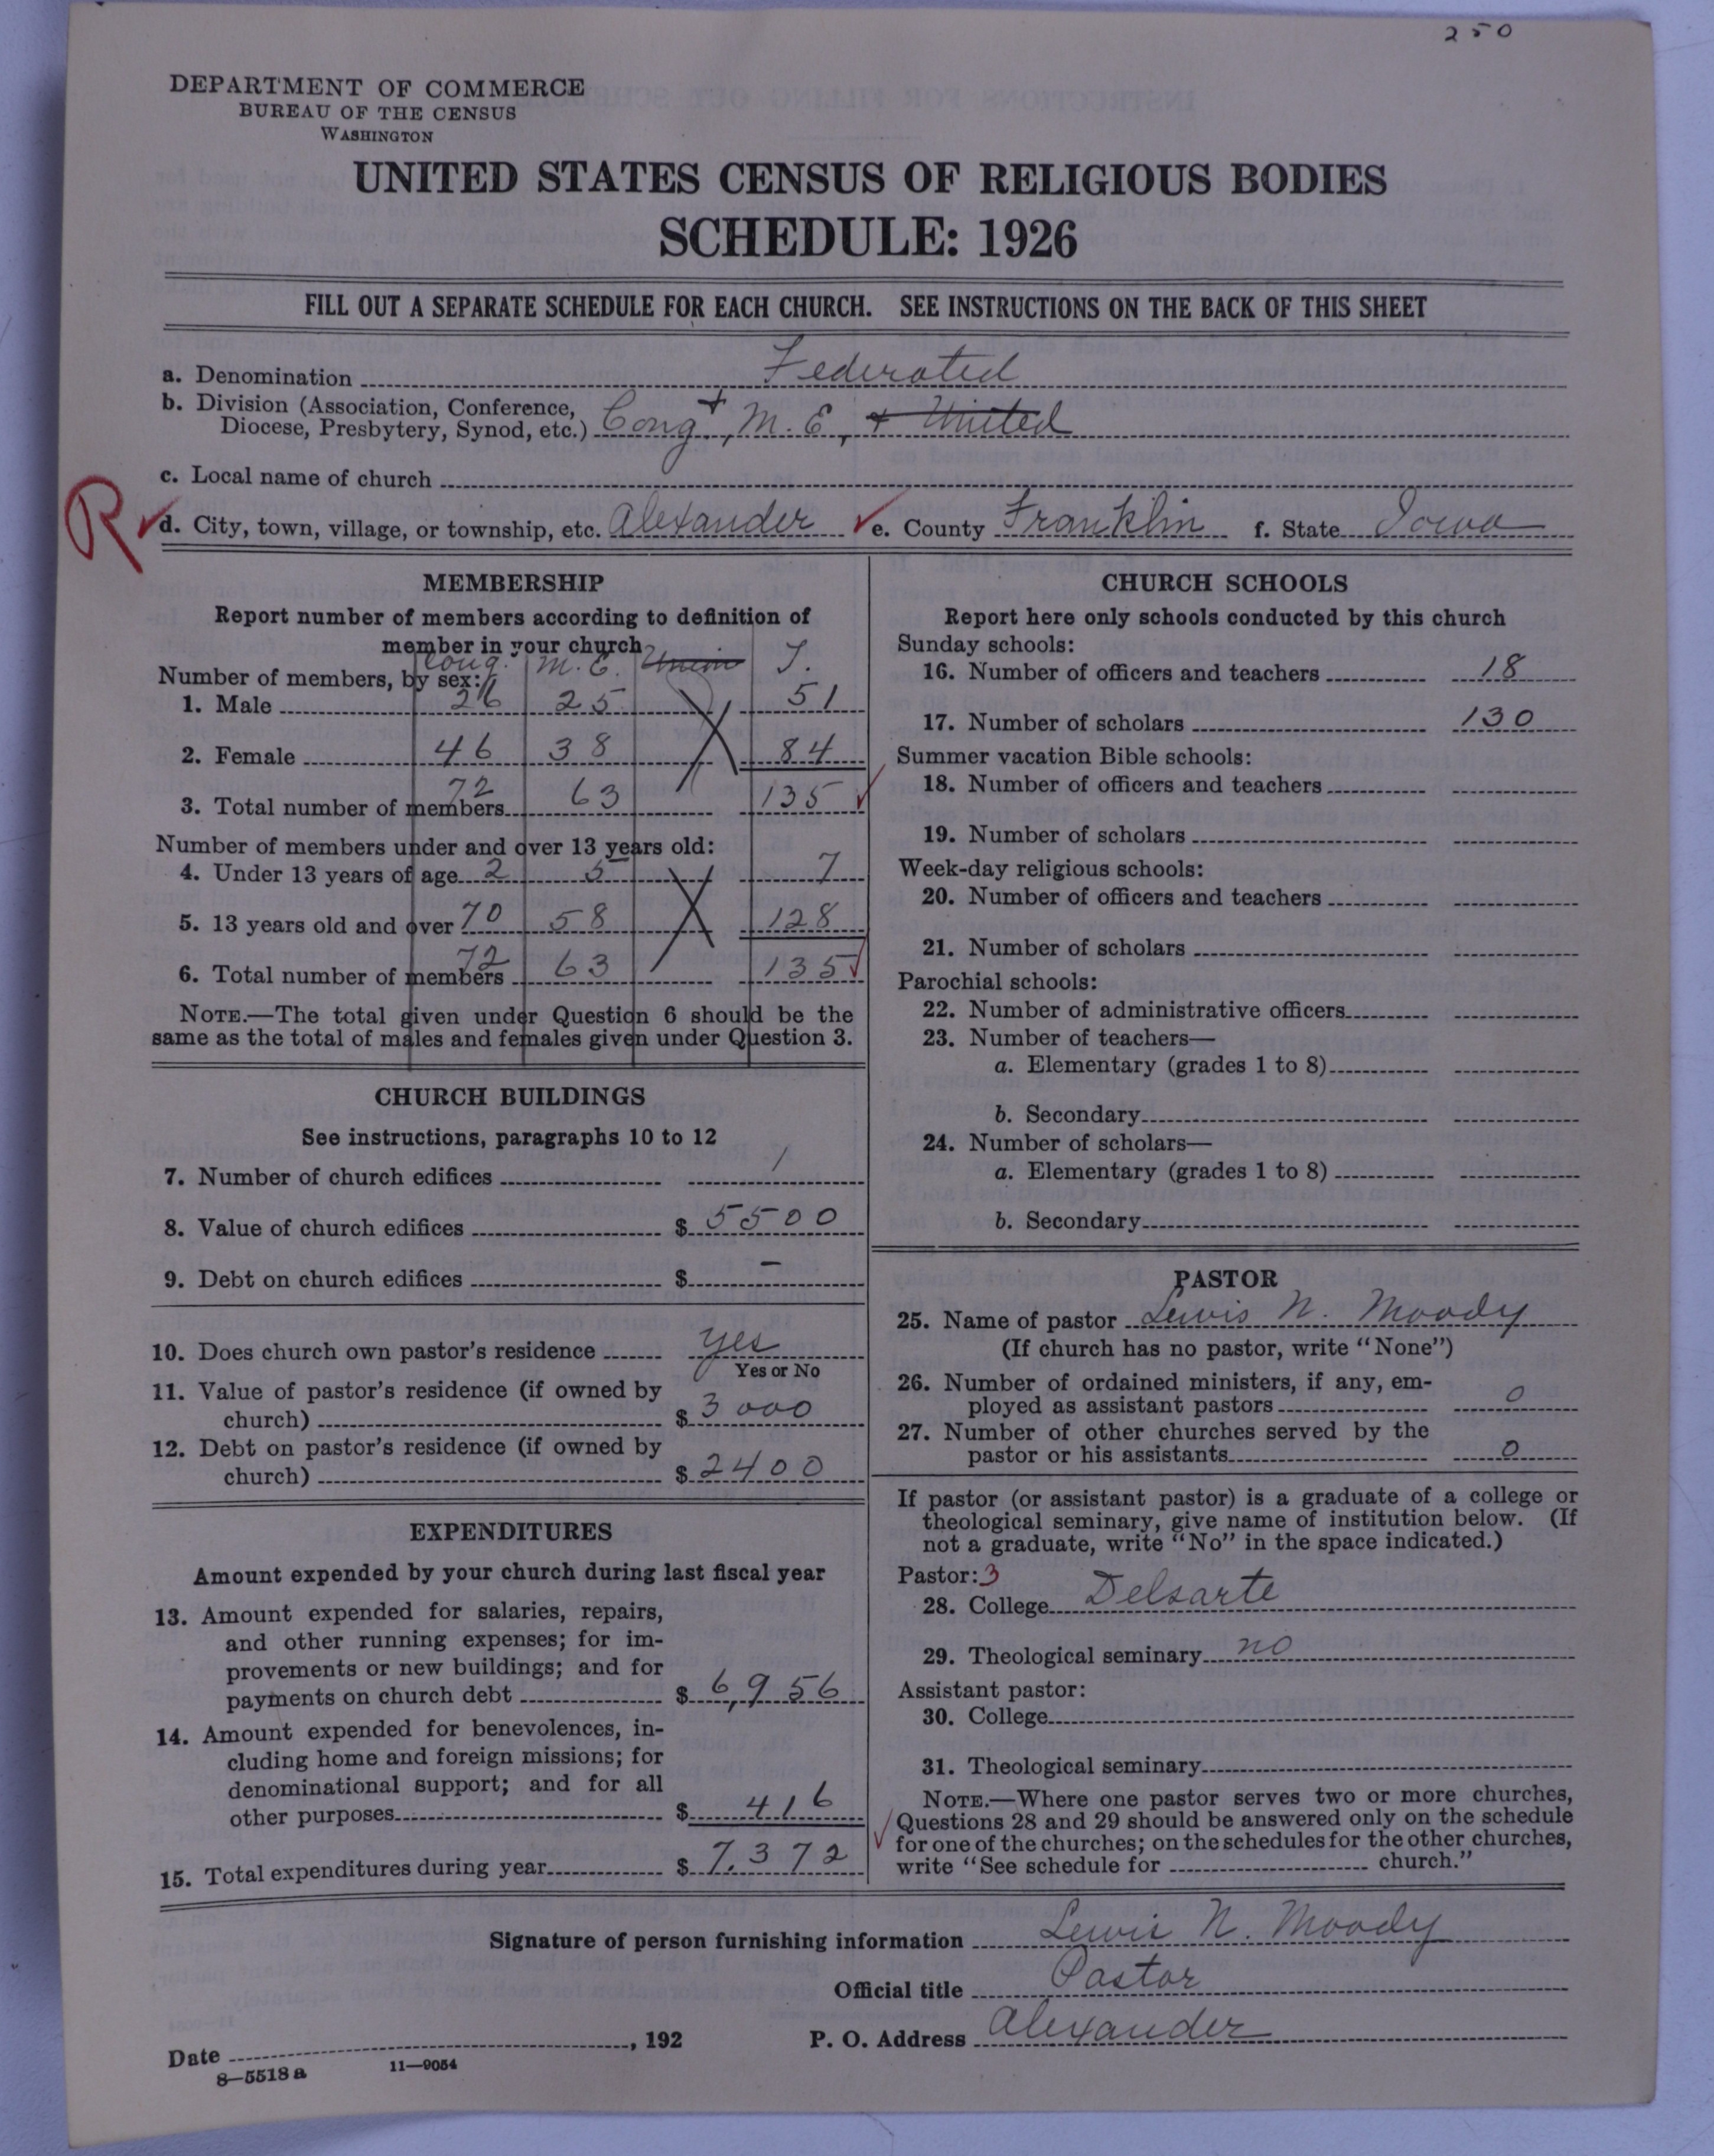 250
DEPARTMENT OF COMMERCE
BUREAU OF THE CENSUS
WASHINGTON
UNITED STATES CENSUS OF RELIGIOUS BODIES
SCHEDULE: 1926
FILL OUT A SEPARATE SCHEDULE FOR EACH CHURCH. SEE INSTRUCTIONS ON THE BACK OF THIS SHEET
a. Denomination Federated
b. Division (Association, Conference,
Diocese, Presbytery, Synod, etc.) Cong + , M. E, + United
c. Local name of church
R
d. City, town, village, or township, etc. Alexander e. County Franklin f. State Iowa
MEMBERSHIP
Report number of members according to definition of
member in your church
Cong. M. E. Union T.
Number of members, by sex:
1. Male 26 25 51
2. Female 46 38 84
3. Total number of members 72 63 135
Number of members under and over 13 years old:
4. Under 13 years of age 2 5 7
5. 13 years old and over 70 58 128
6. Total number of members 72 63 135
NOTE.—The total given under Question 6 should be the
same as the total of males and females given under Question 3.
CHURCH BUILDINGS
See instructions, paragraphs 10 to 12
7. Number of church edifices 1
8. Value of church edifices $ 5500
9. Debt on church edifices $ –
10. Does church own pastor's residence yes
Yes or No
11. Value of pastor's residence (if owned by
church) $ 3000
12. Debt on pastor's residence (if owned by
church) $ 2400
EXPENDITURES
Amount expended by your church during last fiscal year
13. Amount expended for salaries, repairs,
and other running expenses; for im-
provements or new buildings; and for
payments on church debt $ 6,956
14. Amount expended for benevolences, in-
cluding home and foreign missions; for
denominational support; and for all
other purposes $ 416
15. Total expenditures during year $ 7.372
CHURCH SCHOOLS
Report here only schools conducted by this church
Sunday schools:
16. Number of officers and teachers 18
17. Number of scholars 130
Summer vacation Bible schools:
18. Number of officers and teachers
19. Number of scholars
Week-day religious schools:
20. Number of officers and teachers
21. Number of scholars
Parochial schools:
22. Number of administrative officers
23. Number of teachers—
a. Elementary (grades 1 to 8)
b. Secondary
24. Number of scholars—
a. Elementary (grades 1 to 8)
b. Secondary
PASTOR
25. Name of pastor Lewis N. Moody
(If church has no pastor, write "None")
26. Number of ordained ministers, if any, em-
ployed as assistant pastors 0
27. Number of other churches served by the
pastor or his assistants 0
If pastor (or assistant pastor) is a graduate of a college or
theological seminary, give name of institution below. (If
not a graduate, write "No" in the space indicated.)
Pastor: 3
28. College Delsarte
29. Theological seminary no
Assistant pastor:
30. College
31. Theological seminary
NOTE.—Where one pastor serves two or more churches,
Questions 28 and 29 should be answered only on the schedule
for one of the churches; on the schedules for the other churches,
write "See schedule for church."
Signature of person furnishing information Lewis N. Moody
Official title Pastor
Date , 192 P. O. Address Alexander
8—5518 a 11—9054